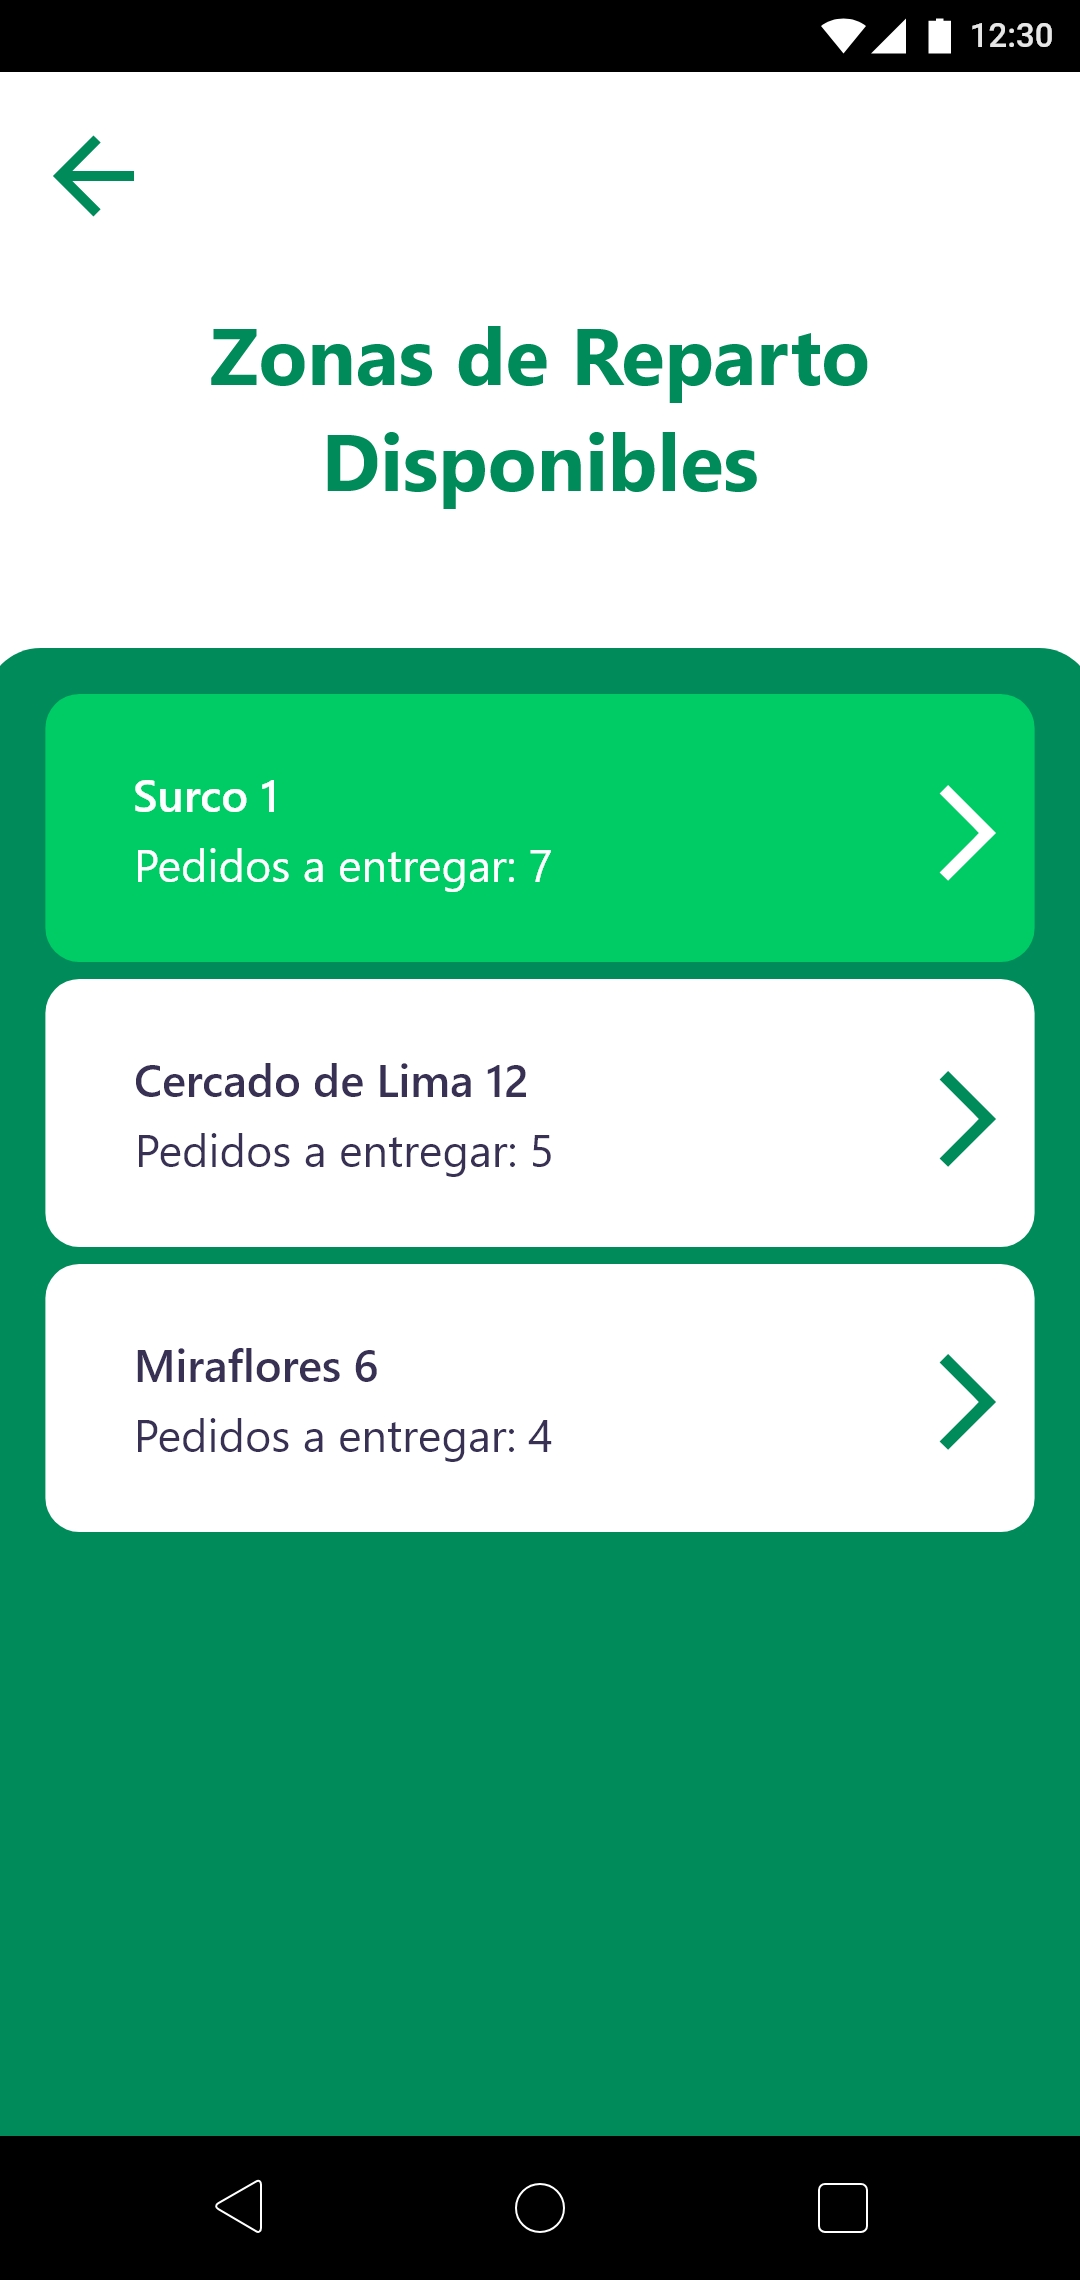 12:30
Zonas de Reparto
Disponibles
Surco 1
Pedidos a entregar: 7
Cercado de Lima 12
Pedidos a entregar: 5
Miraflores 6
Pedidos a entregar: 4